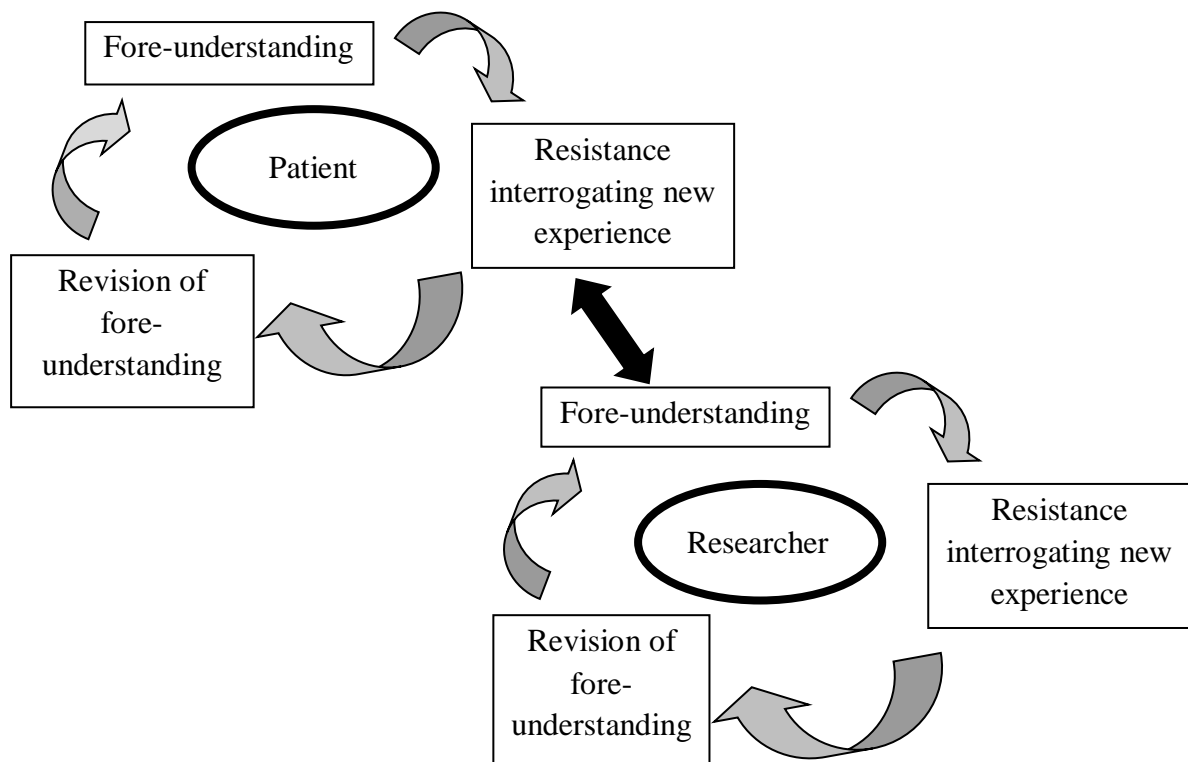 Fore-understanding
Patient
Resistance
interrogating new
experience
Revision of
fore-
understanding
Fore-understanding
Researcher
Resistance
interrogating new
experience
Revision of
fore-
understanding